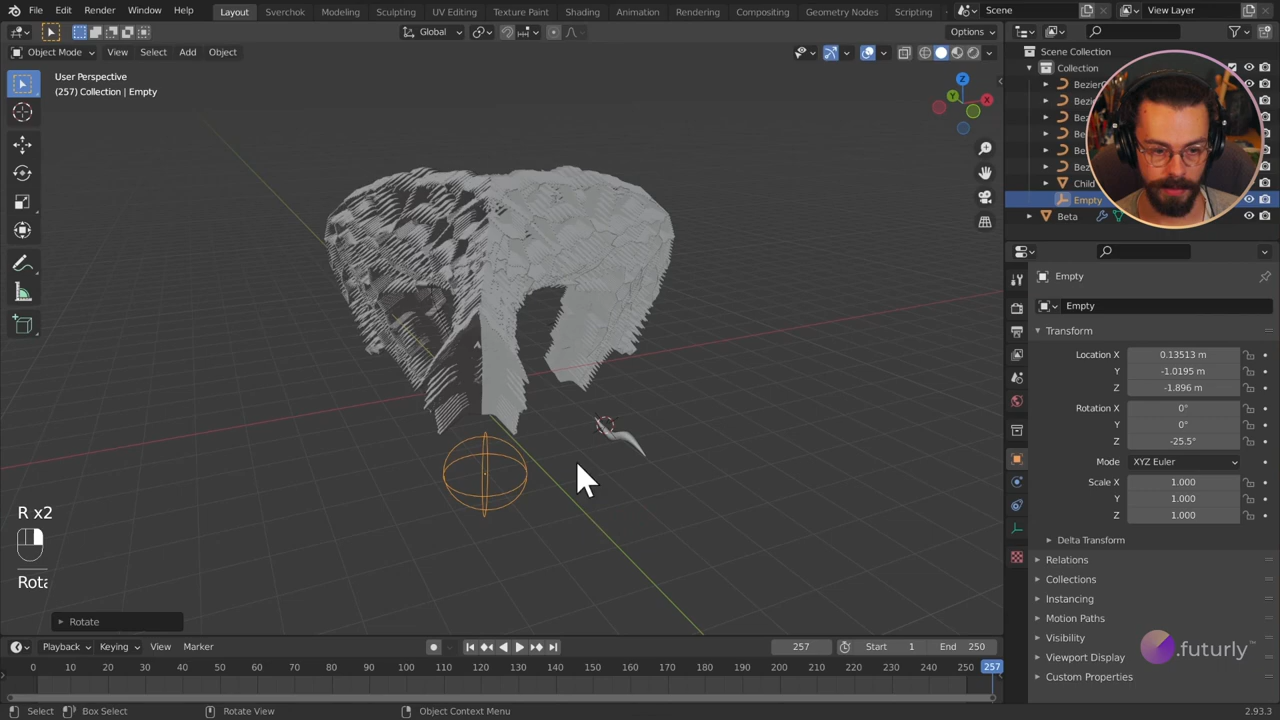 File Edit Render Window Help Layout Sverchok Modeling Sculpting UV Editing Texture Paint Shading Animation Rendering Compositing Geometry Nodes Scripting Scene View Layer
Global Options
Object Mode View Select Add Object
User Perspective
(257) Collection | Empty
Z
Y
X
Scene Collection
Collection
Bezier
Bez
Bez
Bez
Bez
Bez
Child
Empty
Beta
Empty
Empty
Transform
Location X 0.13513 m
Y -1.0195 m
Z -1.896 m
Rotation X 0°
Y 0°
Z -25.5°
Mode XYZ Euler
Scale X 1.000
Y 1.000
Z 1.000
Delta Transform
Relations
Collections
Instancing
Motion Paths
Visibility
Viewport Display
Custom Properties
.futurly
R x2
Rota
Rotate
Playback Keying View Marker 257 Start 1 End 250
0 10 20 30 40 50 60 70 80 90 100 110 120 130 140 150 160 170 180 190 200 210 220 230 240 250 257
Select Box Select Rotate View Object Context Menu 2.93.3